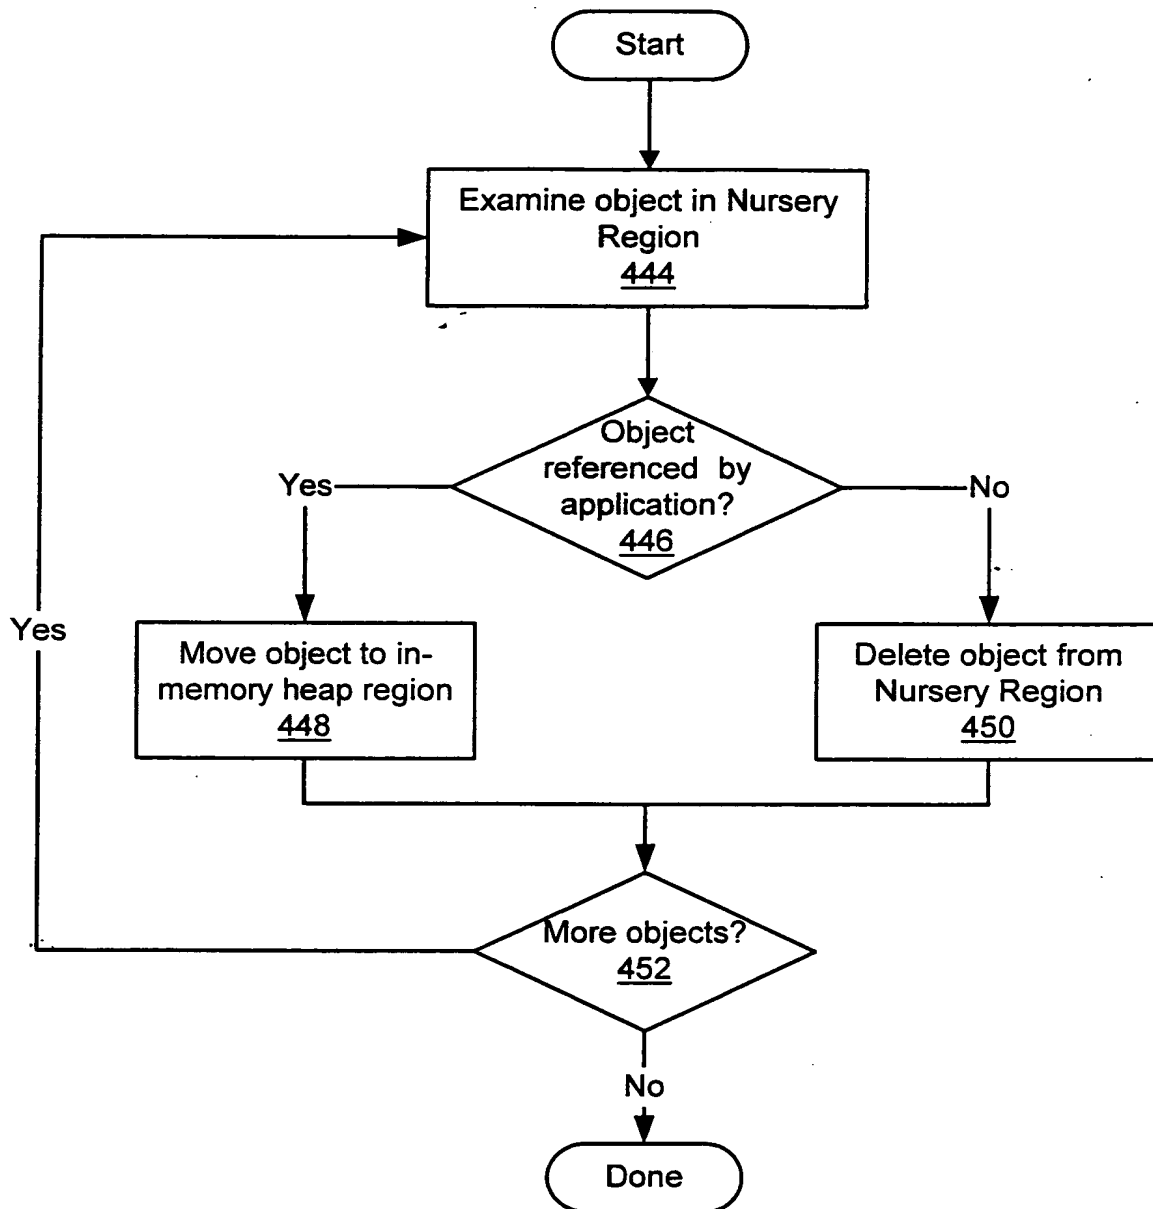 Start
Examine object in Nursery
Region
444
Object
referenced by
application?
446
Yes
No
Yes
Move object to in-
memory heap region
448
Delete object from
Nursery Region
450
More objects?
452
No
Done